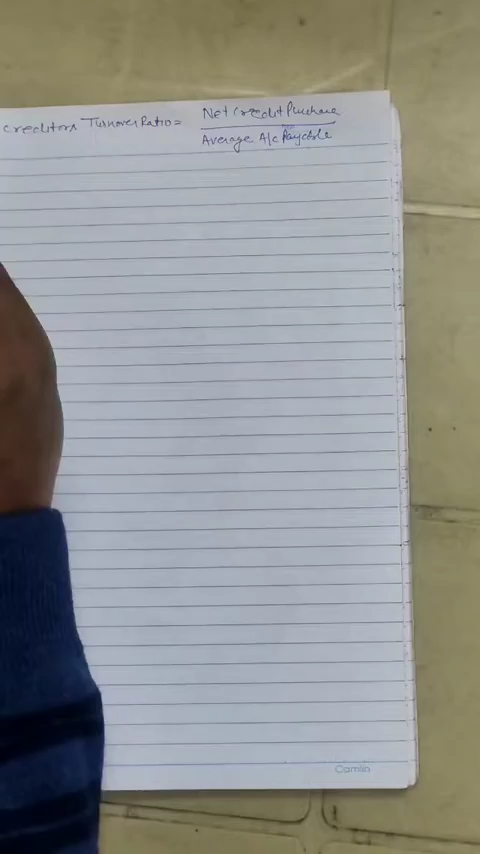 Creditors Turnover Ratio = Net Credit Purchase
Average A/c Payable
Camlin